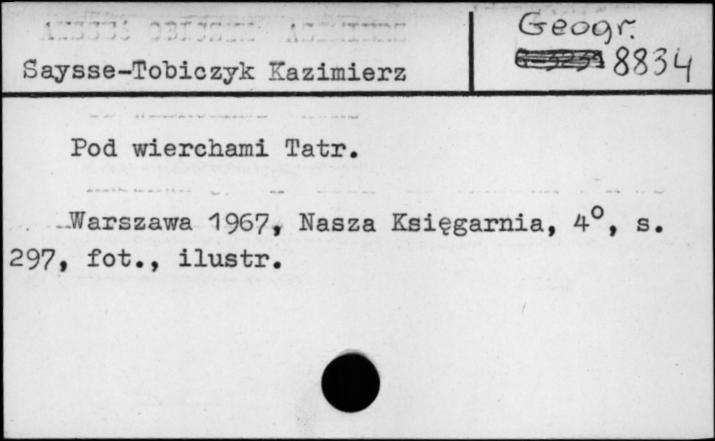 Geogr.
8834
Saysse-Tobiczyk Kazimierz
Pod wierchami Tatr.
Warszawa 1967, Nasza Księgarnia, 4°, s.
297, fot., ilustr.